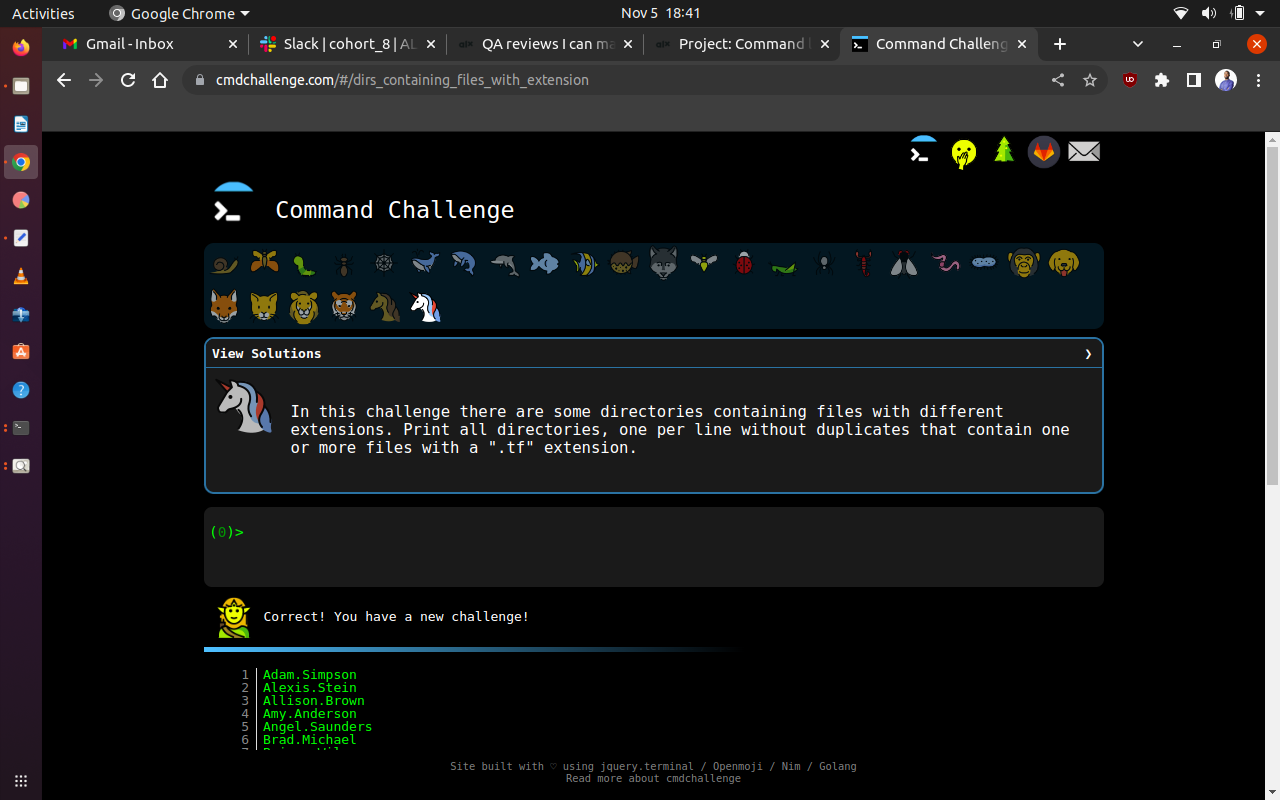 Activities
Google Chrome
Nov 5 18:41
Gmail - Inbox
Slack | cohort_8 | AL
QA reviews I can ma
Project: Command
Command Challeng
cmdchallenge.com/#/dirs_containing_files_with_extension
Command Challenge
View Solutions
In this challenge there are some directories containing files with different
extensions. Print all directories, one per line without duplicates that contain one
or more files with a ".tf" extension.
(0)>
Correct! You have a new challenge!
1 Adam.Simpson
2 Alexis.Stein
3 Allison.Brown
4 Amy.Anderson
5 Angel.Saunders
6 Brad.Michael
Site built with ♡ using jquery.terminal / Openmoji / Nim / Golang
Read more about cmdchallenge